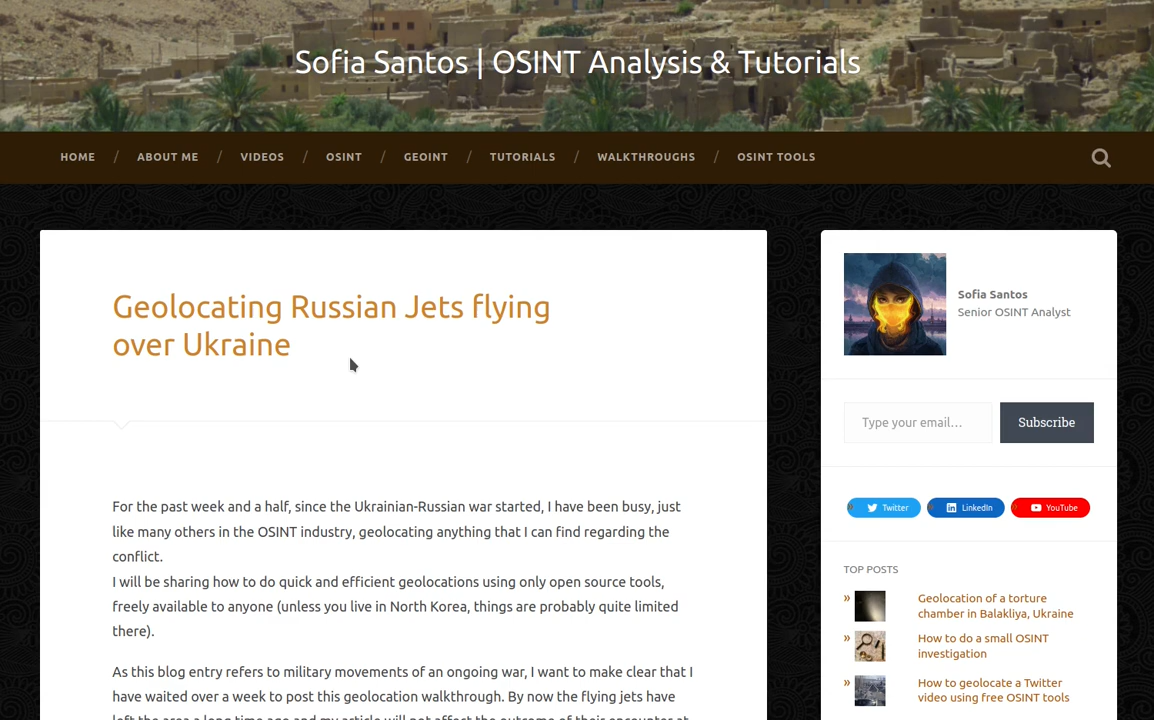 Sofia Santos | OSINT Analysis & Tutorials
HOME / ABOUT ME / VIDEOS / OSINT / GEOINT / TUTORIALS / WALKTHROUGHS / OSINT TOOLS
Geolocating Russian Jets flying
over Ukraine
For the past week and a half, since the Ukrainian-Russian war started, I have been busy, just
like many others in the OSINT industry, geolocating anything that I can find regarding the
conflict.
I will be sharing how to do quick and efficient geolocations using only open source tools,
freely available to anyone (unless you live in North Korea, things are probably quite limited
there).
As this blog entry refers to military movements of an ongoing war, I want to make clear that I
have waited over a week to post this geolocation walkthrough. By now the flying jets have
left the area a long time ago and my article will not affect the outcome of their encounter at
Sofia Santos
Senior OSINT Analyst
Type your email…
Subscribe
Twitter
LinkedIn
YouTube
TOP POSTS
» Geolocation of a torture
chamber in Balakliya, Ukraine
» How to do a small OSINT
investigation
» How to geolocate a Twitter
video using free OSINT tools